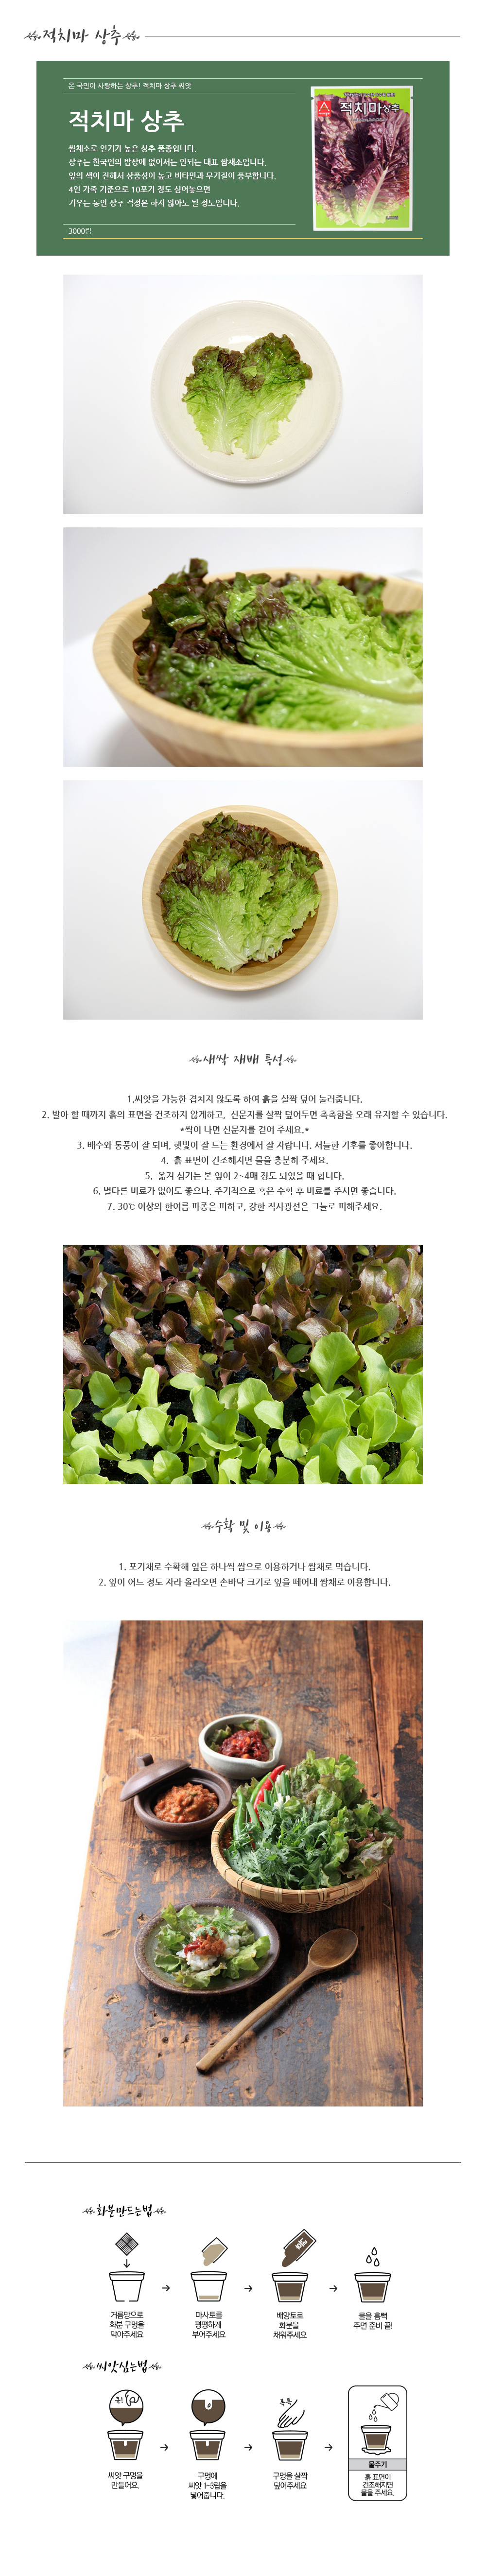 적치마 상추
온 국민이 사랑하는 상추! 적치마 상추 씨앗
적치마 상추
쌈채소로 인기가 높은 상추 품종입니다.
상추는 한국인의 밥상에 없어서는 안되는 대표 쌈채소입니다.
잎의 색이 진해서 상품성이 높고 비타민과 무기질이 풍부합니다.
4인 가족 기준으로 10포기 정도 심어놓으면
키우는 동안 상추 걱정은 하지 않아도 될 정도입니다.
3000립
적치마상추
새싹 재배 특성
1.씨앗을 가능한 겹치지 않도록 하여 흙을 살짝 덮어 눌러줍니다.
2. 발아 할 때까지 흙의 표면을 건조하지 않게하고,  신문지를 살짝 덮어두면 촉촉함을 오래 유지할 수 있습니다.
*싹이 나면 신문지를 걷어 주세요.*
3. 배수와 통풍이 잘 되며, 햇빛이 잘 드는 환경에서 잘 자랍니다. 서늘한 기후를 좋아합니다.
4.  흙 표면이 건조해지면 물을 충분히 주세요.
5.  옮겨 심기는 본 잎이 2~4매 정도 되었을 때 합니다.
6. 별다른 비료가 없어도 좋으나, 주기적으로 혹은 수확 후 비료를 주시면 좋습니다.
7. 30℃ 이상의 한여름 파종은 피하고, 강한 직사광선은 그늘로 피해주세요.
수확 및 이용
1. 포기채로 수확해 잎은 하나씩 쌈으로 이용하거나 쌈채로 먹습니다.
2. 잎이 어느 정도 자라 올라오면 손바닥 크기로 잎을 떼어내 쌈채로 이용합니다.
화분만드는법
거름망으로
화분 구멍을
막아주세요
마사토를
평평하게
부어주세요
배양토
배양토로
화분을
채워주세요
물을 흠뻑
주면 준비 끝!
씨앗심는법
콕!
씨앗 구멍을
만들어요.
구멍에
씨앗 1~3립을
넣어줍니다.
톡톡
구멍을 살짝
덮어주세요
물주기
흙 표면이
건조해지면
물을 주세요.